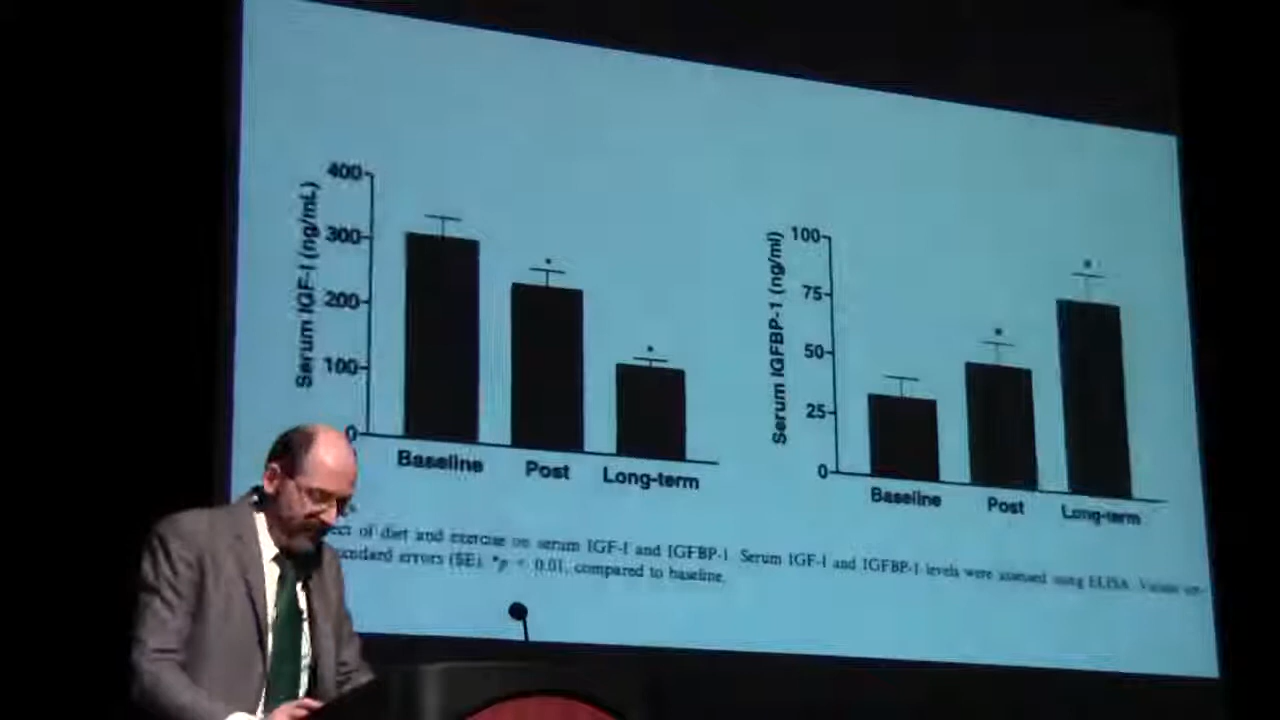 400
300
200
100
0
Serum IGF-I (ng/mL)
Baseline
Post
Long-term
100
75
50
25
0
Serum IGFBP-1 (ng/ml)
Baseline
Post
Long-term
of diet and exercise on serum IGF-I and IGFBP-1. Serum IGF-I and IGFBP-1 levels were assessed using ELISA.
errors (SE). *p < 0.01, compared to baseline.